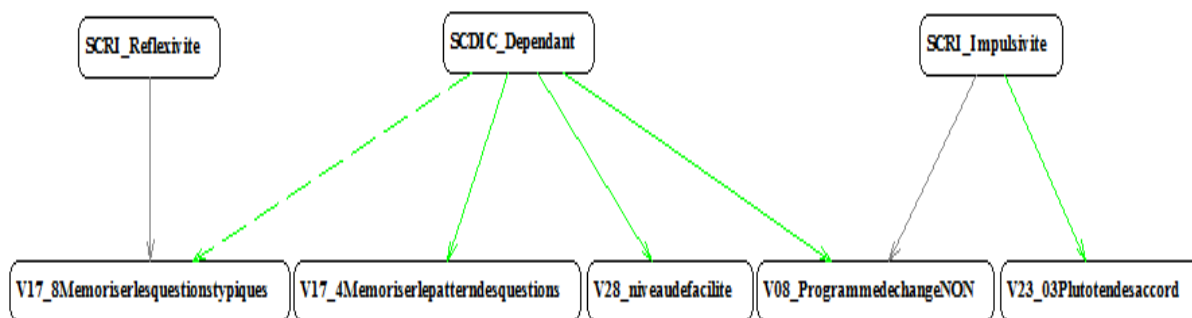 SCRI_Reflexivite
SCDIC_Dependant
SCRI_Impulsivite
V17_8Memoriserlesquestionstypiques
V17_4Memoriserlepatterndesquestions
V28_niveaudefacilite
V08_ProgrammedechangeNON
V23_03Plutotendesaccord